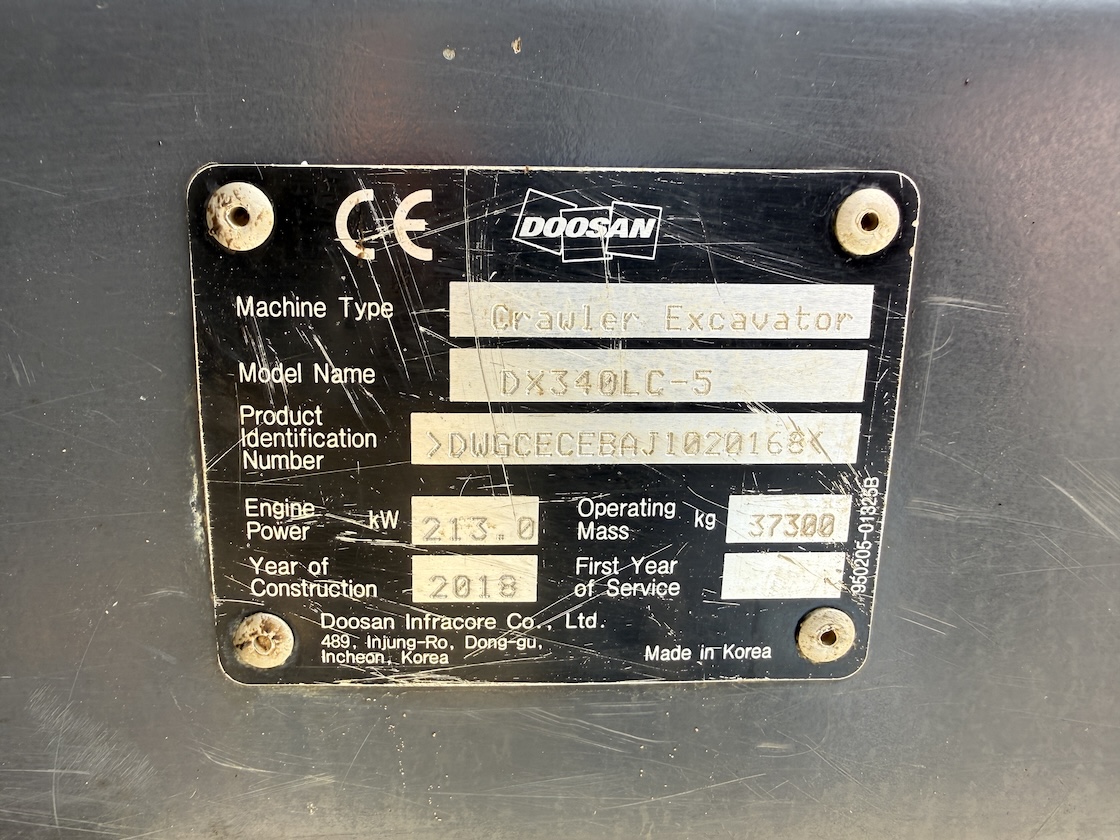 CE DOOSAN
Machine Type Crawler Excavator
Model Name DX340LC-5
Product
Identification
Number >DWGCECEBAJ1020168<
Engine
Power kW 213.0
Operating
Mass kg 37300
Year of
Construction 2018
First Year
of Service
950205-01325B
Doosan Infracore Co., Ltd.
489, Injung-Ro, Dong-gu,
Incheon, Korea
Made in Korea